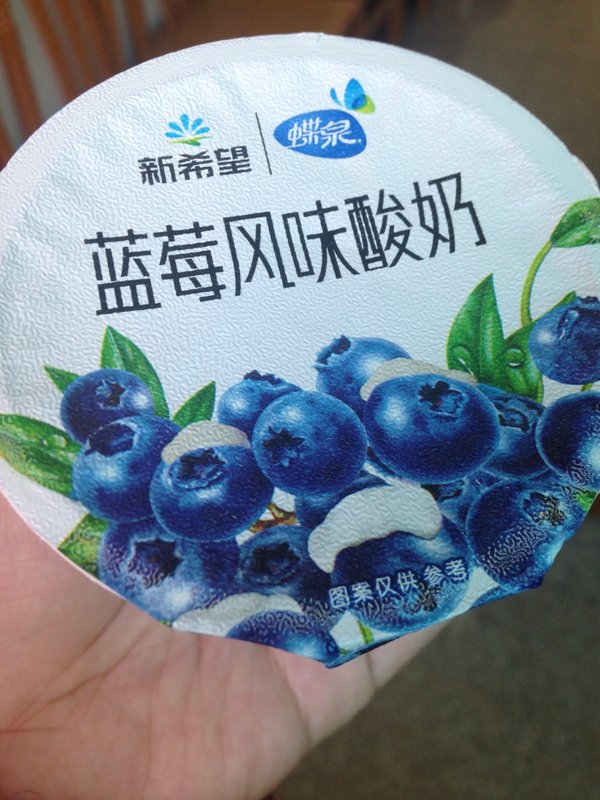 新希望 蝶泉
蓝莓风味酸奶
图案仅供参考